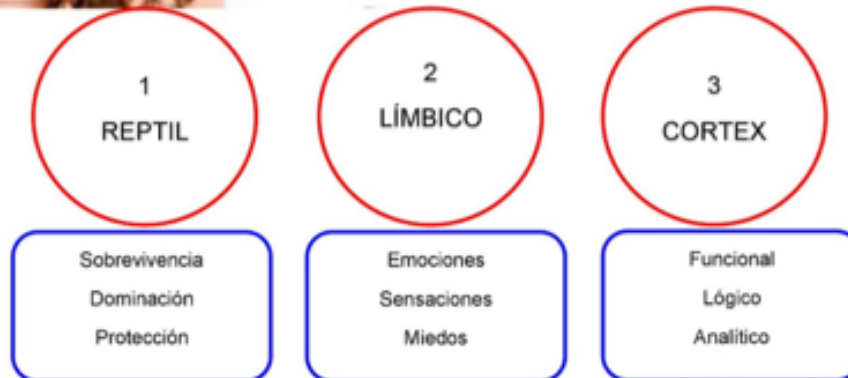 1
REPTIL
2
LÍMBICO
3
CORTEX
Sobrevivencia
Dominación
Protección
Emociones
Sensaciones
Miedos
Funcional
Lógico
Analítico